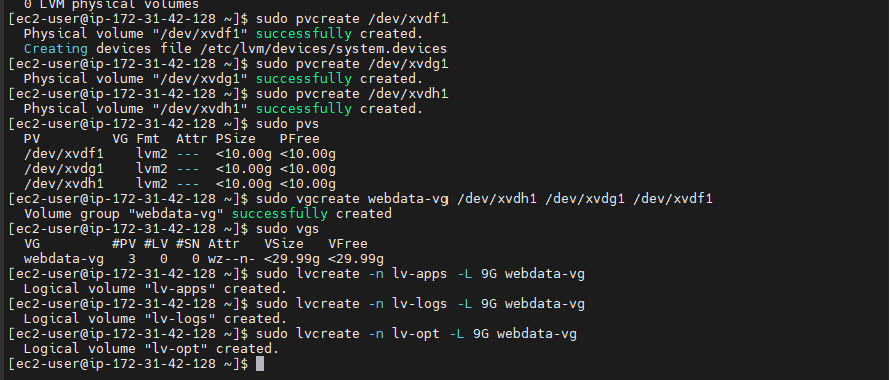 0 LVM physical volumes
[ec2-user@ip-172-31-42-128 ~]$ sudo pvcreate /dev/xvdf1
  Physical volume "/dev/xvdf1" successfully created.
  Creating devices file /etc/lvm/devices/system.devices
[ec2-user@ip-172-31-42-128 ~]$ sudo pvcreate /dev/xvdg1
  Physical volume "/dev/xvdg1" successfully created.
[ec2-user@ip-172-31-42-128 ~]$ sudo pvcreate /dev/xvdh1
  Physical volume "/dev/xvdh1" successfully created.
[ec2-user@ip-172-31-42-128 ~]$ sudo pvs
  PV         VG Fmt  Attr PSize   PFree
  /dev/xvdf1    lvm2 ---  <10.00g <10.00g
  /dev/xvdg1    lvm2 ---  <10.00g <10.00g
  /dev/xvdh1    lvm2 ---  <10.00g <10.00g
[ec2-user@ip-172-31-42-128 ~]$ sudo vgcreate webdata-vg /dev/xvdh1 /dev/xvdg1 /dev/xvdf1
  Volume group "webdata-vg" successfully created
[ec2-user@ip-172-31-42-128 ~]$ sudo vgs
  VG         #PV #LV #SN Attr   VSize   VFree
  webdata-vg   3   0   0 wz--n- <29.99g <29.99g
[ec2-user@ip-172-31-42-128 ~]$ sudo lvcreate -n lv-apps -L 9G webdata-vg
  Logical volume "lv-apps" created.
[ec2-user@ip-172-31-42-128 ~]$ sudo lvcreate -n lv-logs -L 9G webdata-vg
  Logical volume "lv-logs" created.
[ec2-user@ip-172-31-42-128 ~]$ sudo lvcreate -n lv-opt -L 9G webdata-vg
  Logical volume "lv-opt" created.
[ec2-user@ip-172-31-42-128 ~]$